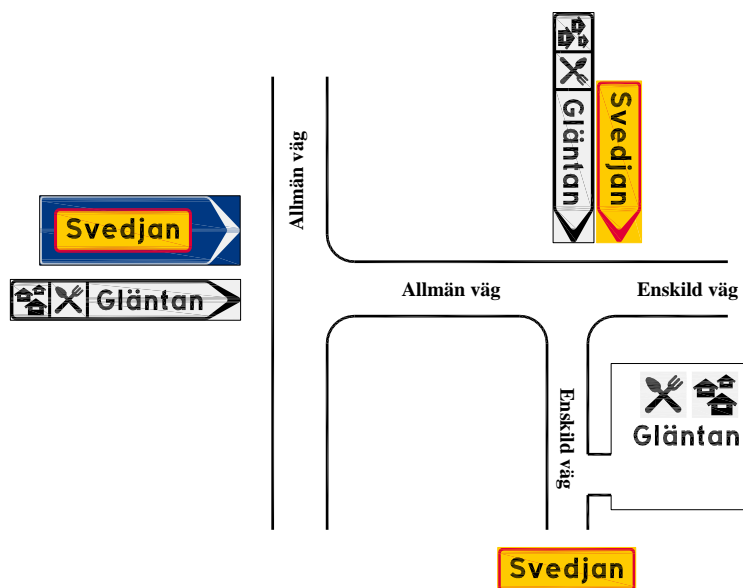 Gläntan
Svedjan
Allmän väg
Svedjan
Gläntan
Allmän väg
Enskild väg
Enskild väg
Gläntan
Svedjan